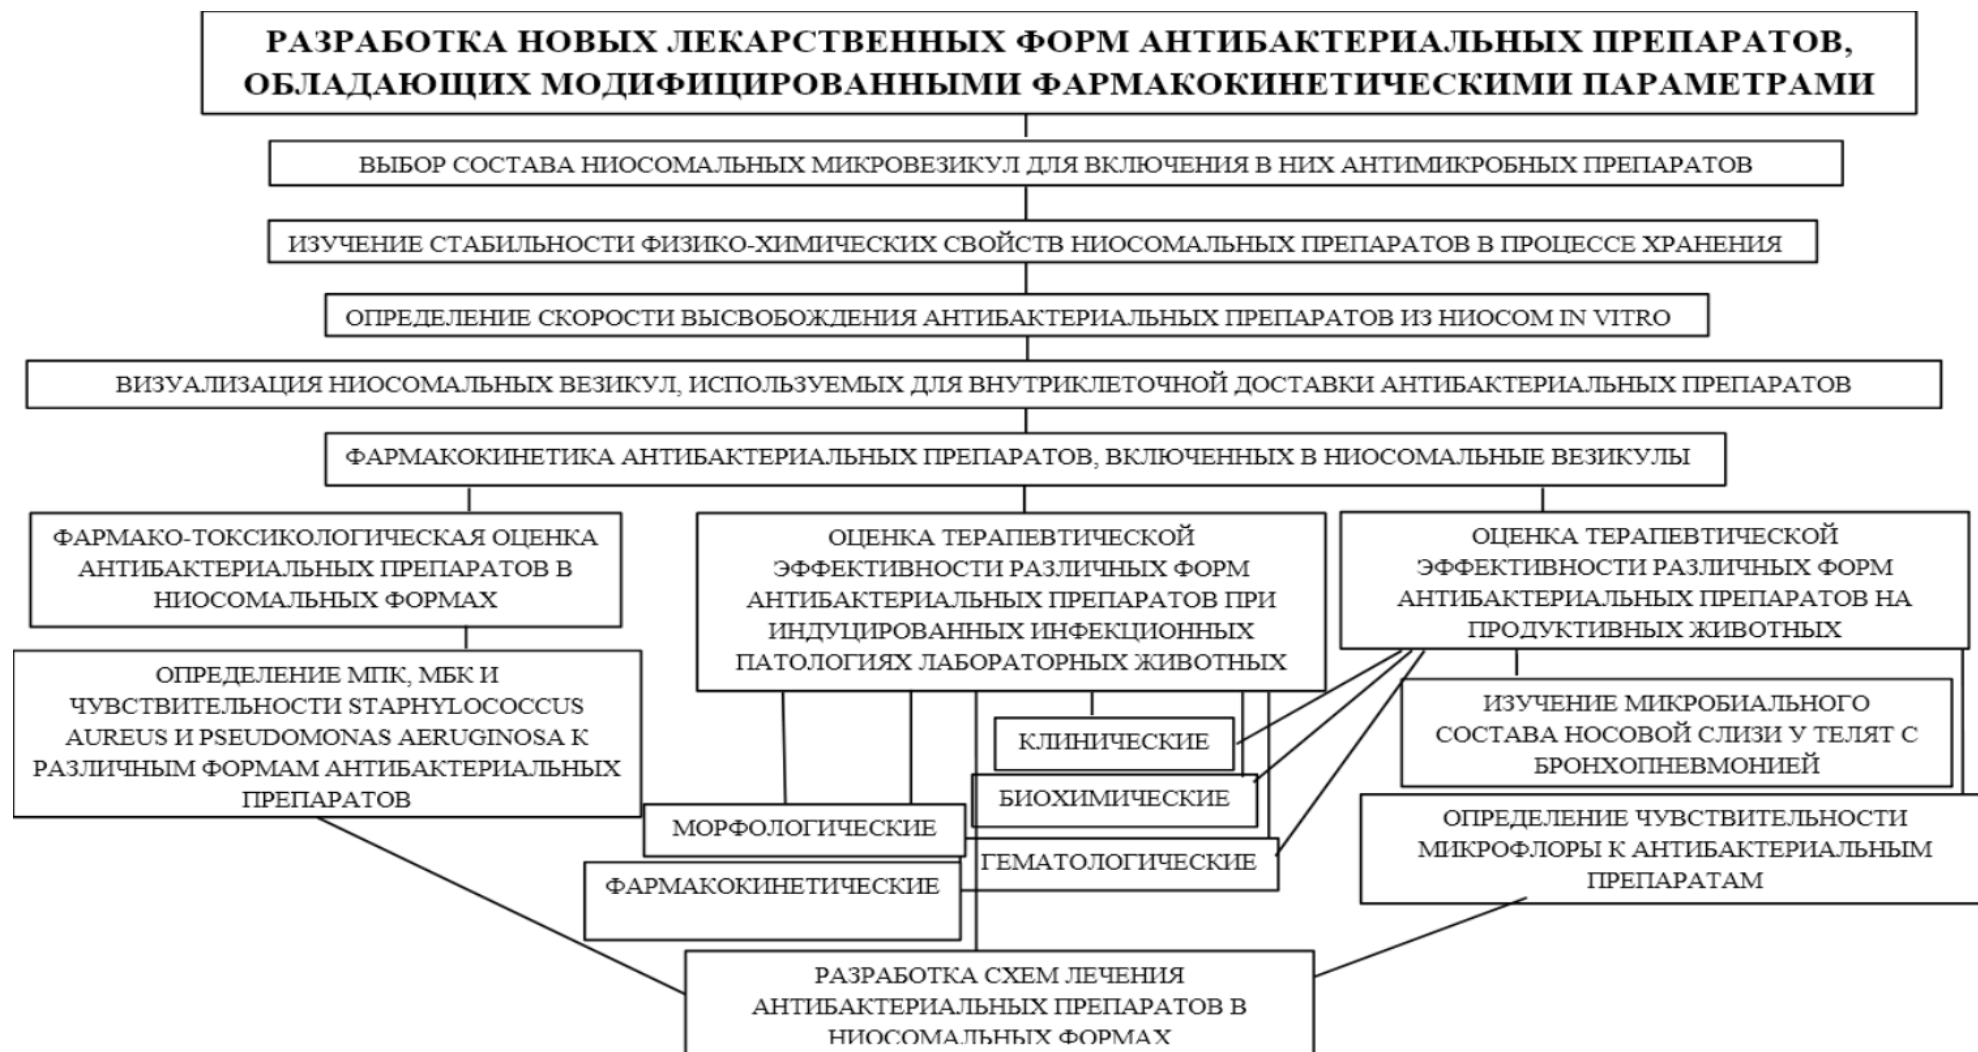 РАЗРАБОТКА НОВЫХ ЛЕКАРСТВЕННЫХ ФОРМ АНТИБАКТЕРИАЛЬНЫХ ПРЕПАРАТОВ,
ОБЛАДАЮЩИХ МОДИФИЦИРОВАННЫМИ ФАРМАКОКИНЕТИЧЕСКИМИ ПАРАМЕТРАМИ
ВЫБОР СОСТАВА НИОСОМАЛЬНЫХ МИКРОВЕЗИКУЛ ДЛЯ ВКЛЮЧЕНИЯ В НИХ АНТИМИКРОБНЫХ ПРЕПАРАТОВ
ИЗУЧЕНИЕ СТАБИЛЬНОСТИ ФИЗИКО-ХИМИЧЕСКИХ СВОЙСТВ НИОСОМАЛЬНЫХ ПРЕПАРАТОВ В ПРОЦЕССЕ ХРАНЕНИЯ
ОПРЕДЕЛЕНИЕ СКОРОСТИ ВЫСВОБОЖДЕНИЯ АНТИБАКТЕРИАЛЬНЫХ ПРЕПАРАТОВ ИЗ НИОСОМ IN VITRO
ВИЗУАЛИЗАЦИЯ НИОСОМАЛЬНЫХ ВЕЗИКУЛ, ИСПОЛЬЗУЕМЫХ ДЛЯ ВНУТРИКЛЕТОЧНОЙ ДОСТАВКИ АНТИБАКТЕРИАЛЬНЫХ ПРЕПАРАТОВ
ФАРМАКОКИНЕТИКА АНТИБАКТЕРИАЛЬНЫХ ПРЕПАРАТОВ, ВКЛЮЧЕННЫХ В НИОСОМАЛЬНЫЕ ВЕЗИКУЛЫ
ФАРМАКО-ТОКСИКОЛОГИЧЕСКАЯ ОЦЕНКА
АНТИБАКТЕРИАЛЬНЫХ ПРЕПАРАТОВ В
НИОСОМАЛЬНЫХ ФОРМАХ
ОПРЕДЕЛЕНИЕ МПК, МБК И
ЧУВСТВИТЕЛЬНОСТИ STAPHYLOCOCCUS
AUREUS И PSEUDOMONAS AERUGINOSA К
РАЗЛИЧНЫМ ФОРМАМ АНТИБАКТЕРИАЛЬНЫХ
ПРЕПАРАТОВ
ОЦЕНКА ТЕРАПЕВТИЧЕСКОЙ
ЭФФЕКТИВНОСТИ РАЗЛИЧНЫХ ФОРМ
АНТИБАКТЕРИАЛЬНЫХ ПРЕПАРАТОВ ПРИ
ИНДУЦИРОВАННЫХ ИНФЕКЦИОННЫХ
ПАТОЛОГИЯХ ЛАБОРАТОРНЫХ ЖИВОТНЫХ
КЛИНИЧЕСКИЕ
БИОХИМИЧЕСКИЕ
МОРФОЛОГИЧЕСКИЕ
ГЕМАТОЛОГИЧЕСКИЕ
ФАРМАКОКИНЕТИЧЕСКИЕ
ОЦЕНКА ТЕРАПЕВТИЧЕСКОЙ
ЭФФЕКТИВНОСТИ РАЗЛИЧНЫХ ФОРМ
АНТИБАКТЕРИАЛЬНЫХ ПРЕПАРАТОВ НА
ПРОДУКТИВНЫХ ЖИВОТНЫХ
ИЗУЧЕНИЕ МИКРОБИАЛЬНОГО
СОСТАВА НОСОВОЙ СЛИЗИ У ТЕЛЯТ С
БРОНХОПНЕВМОНИЕЙ
ОПРЕДЕЛЕНИЕ ЧУВСТВИТЕЛЬНОСТИ
МИКРОФЛОРЫ К АНТИБАКТЕРИАЛЬНЫМ
ПРЕПАРАТАМ
РАЗРАБОТКА СХЕМ ЛЕЧЕНИЯ
АНТИБАКТЕРИАЛЬНЫХ ПРЕПАРАТОВ В
НИОСОМАЛЬНЫХ ФОРМАХ